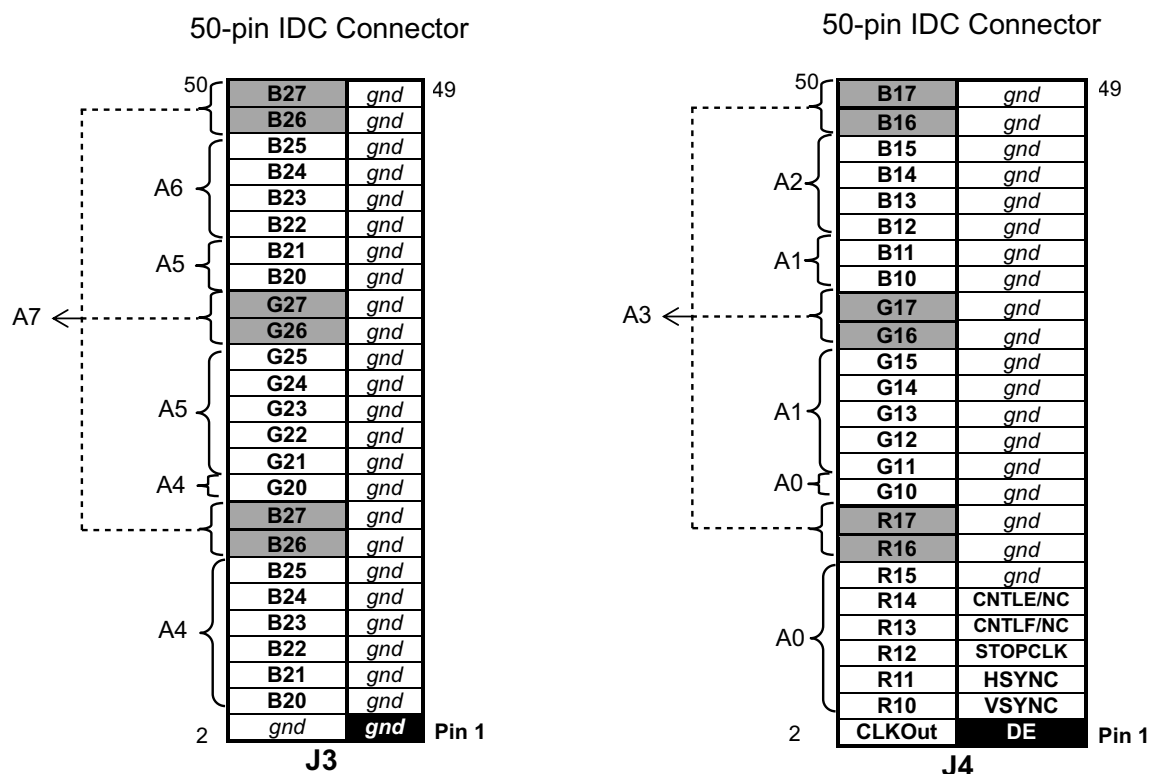 50-pin IDC Connector
50 B27 gnd 49
B26 gnd
B25 gnd
B24 gnd
A6
B23 gnd
B22 gnd
B21 gnd
A5
B20 gnd
G27 gnd
A7
G26 gnd
G25 gnd
G24 gnd
A5 G23 gnd
G22 gnd
G21 gnd
A4 G20 gnd
B27 gnd
B26 gnd
B25 gnd
B24 gnd
A4 B23 gnd
B22 gnd
B21 gnd
B20 gnd
2 gnd gnd Pin 1
J3
50-pin IDC Connector
50 B17 gnd 49
B16 gnd
B15 gnd
A2 B14 gnd
B13 gnd
B12 gnd
A1 B11 gnd
B10 gnd
G17 gnd
A3
G16 gnd
G15 gnd
G14 gnd
A1 G13 gnd
G12 gnd
G11 gnd
A0 G10 gnd
R17 gnd
R16 gnd
R15 gnd
R14 CNTLE/NC
A0 R13 CNTLF/NC
R12 STOPCLK
R11 HSYNC
R10 VSYNC
2 CLKOut DE Pin 1
J4